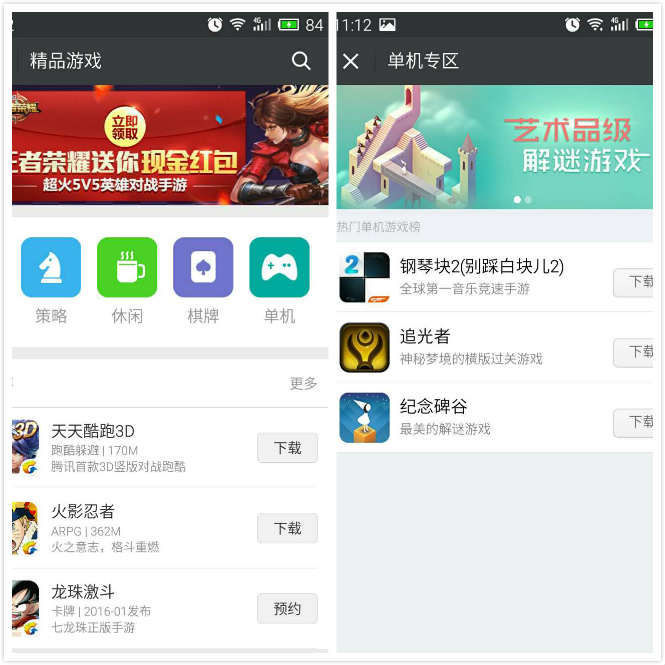 4G 84
精品游戏
立即
领取
王者荣耀送你现金红包
超火5V5英雄对战手游
策略 休闲 棋牌 单机
更多
天天酷跑3D
跑酷躲避 | 170M
腾讯首款3D竖版对战跑酷
下载
火影忍者
ARPG | 362M
火之意志，格斗重燃
下载
龙珠激斗
卡牌 | 2016-01发布
七龙珠正版手游
预约
11:12 4G
单机专区
艺术品级
解谜游戏
热门单机游戏榜
钢琴块2(别踩白块儿2)
全球第一音乐竞速手游
下载
追光者
神秘梦境的横版过关游戏
下载
纪念碑谷
最美的解谜游戏
下载